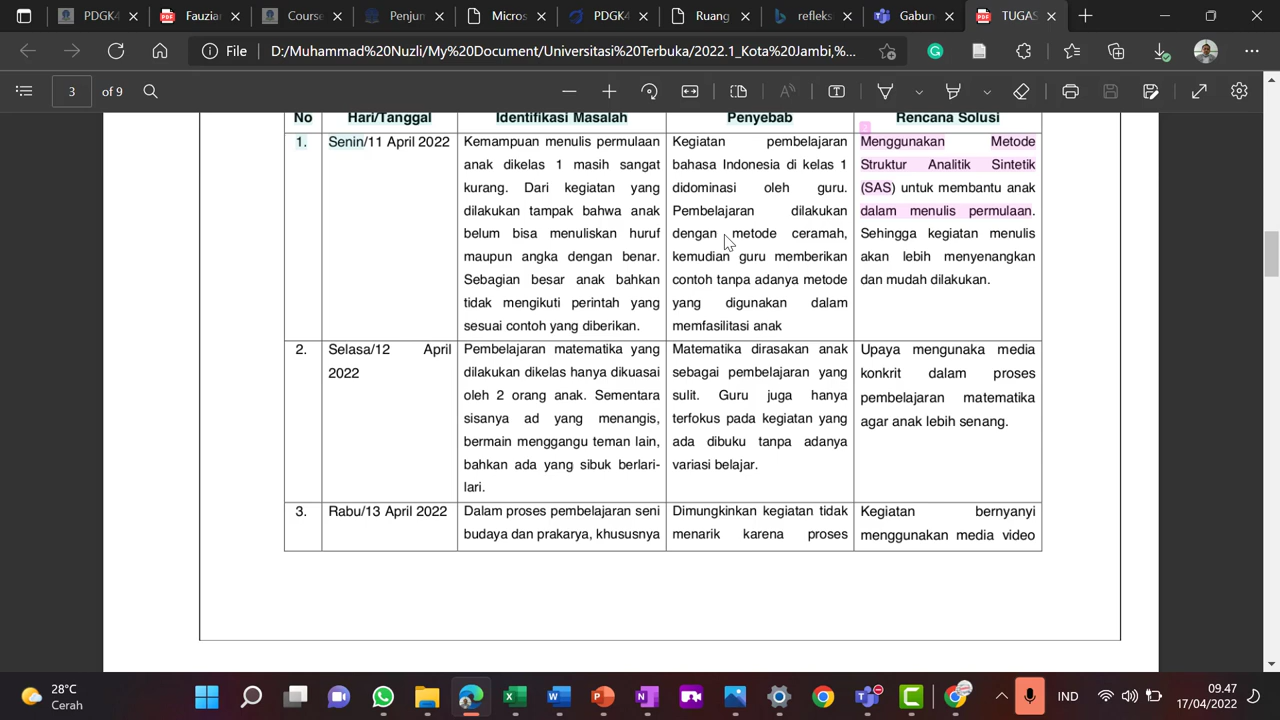 PDGK4
Fauzian
Course
Penjun
Micros
PDGK4
Ruang
refleks
Gabun
TUGAS
File
D:/Muhammad%20Nuzli/My%20Document/Universitasi%20Terbuka/2022.1_Kota%20Jambi,%...
3 of 9
No Hari/Tanggal Identifikasi Masalah Penyebab Rencana Solusi
1.
Senin/11 April 2022
Kemampuan menulis permulaan
anak dikelas 1 masih sangat
kurang. Dari kegiatan yang
dilakukan tampak bahwa anak
belum bisa menuliskan huruf
maupun angka dengan benar.
Sebagian besar anak bahkan
tidak mengikuti perintah yang
sesuai contoh yang diberikan.
Kegiatan pembelajaran
bahasa Indonesia di kelas 1
didominasi oleh guru.
Pembelajaran dilakukan
dengan metode ceramah,
kemudian guru memberikan
contoh tanpa adanya metode
yang digunakan dalam
memfasilitasi anak
Menggunakan Metode
Struktur Analitik Sintetik
(SAS) untuk membantu anak
dalam menulis permulaan.
Sehingga kegiatan menulis
akan lebih menyenangkan
dan mudah dilakukan.
2.
Selasa/12 April
2022
Pembelajaran matematika yang
dilakukan dikelas hanya dikuasai
oleh 2 orang anak. Sementara
sisanya ad yang menangis,
bermain menggangu teman lain,
bahkan ada yang sibuk berlari-
lari.
Matematika dirasakan anak
sebagai pembelajaran yang
sulit. Guru juga hanya
terfokus pada kegiatan yang
ada dibuku tanpa adanya
variasi belajar.
Upaya mengunaka media
konkrit dalam proses
pembelajaran matematika
agar anak lebih senang.
3.
Rabu/13 April 2022
Dalam proses pembelajaran seni
budaya dan prakarya, khususnya
Dimungkinkan kegiatan tidak
menarik karena proses
Kegiatan bernyanyi
menggunakan media video
28°C
Cerah
IND
09.47
17/04/2022